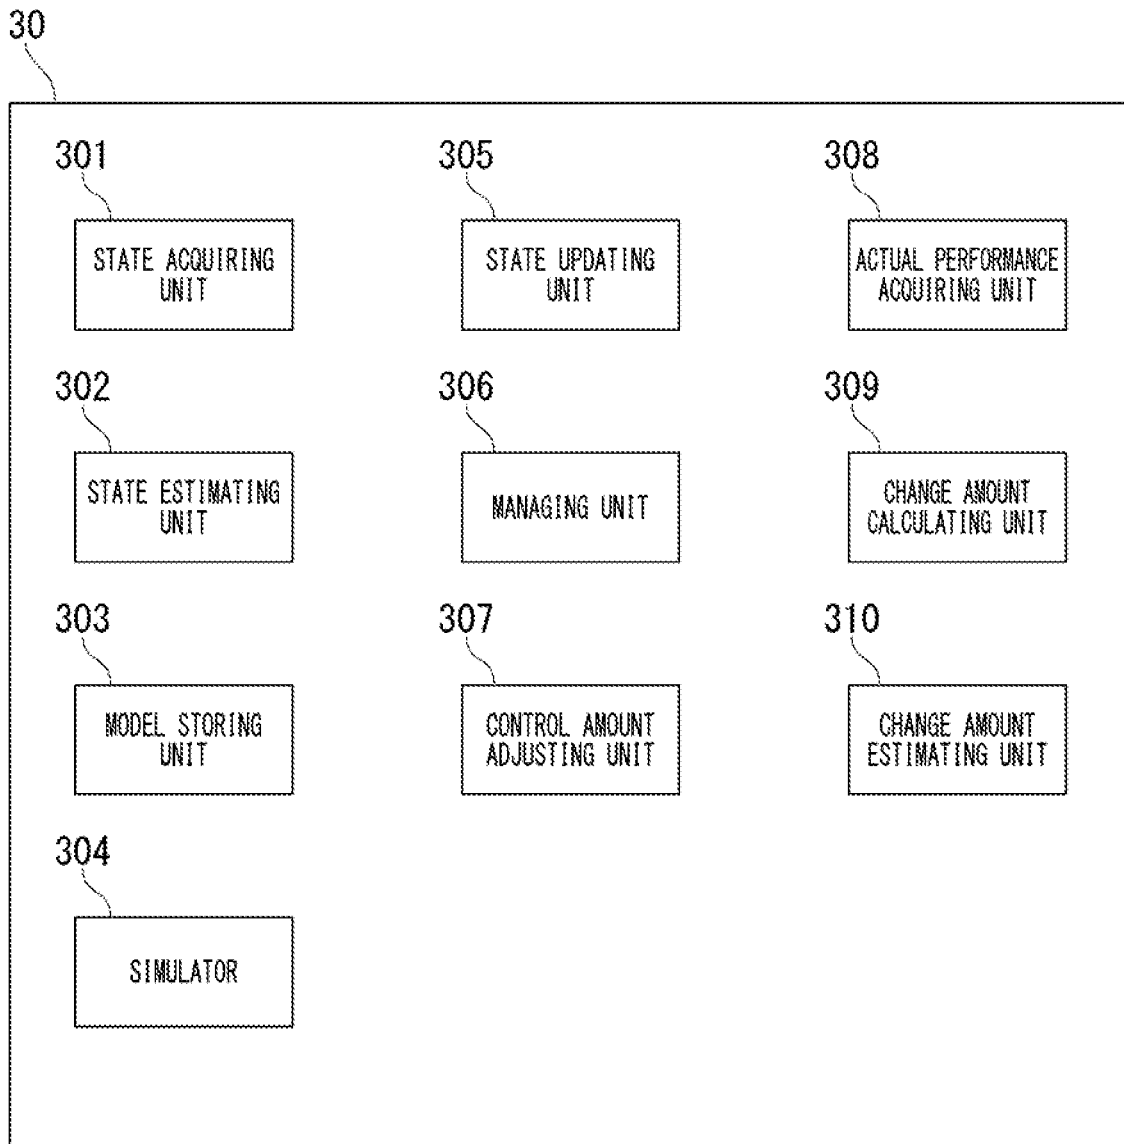 30
301
STATE ACQUIRING
UNIT
302
STATE ESTIMATING
UNIT
303
MODEL STORING
UNIT
304
SIMULATOR
305
STATE UPDATING
UNIT
306
MANAGING UNIT
307
CONTROL AMOUNT
ADJUSTING UNIT
308
ACTUAL PERFORMANCE
ACQUIRING UNIT
309
CHANGE AMOUNT
CALCULATING UNIT
310
CHANGE AMOUNT
ESTIMATING UNIT